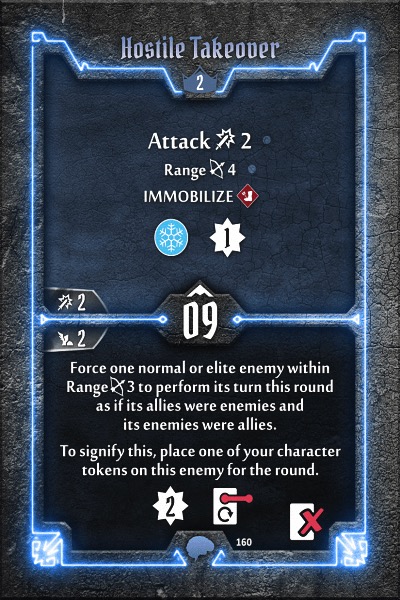 Hostile Takeover
2
Attack 2
Range 4
IMMOBILIZE
1
2
09
2
Force one normal or elite enemy within
Range 3 to perform its turn this round
as if its allies were enemies and
its enemies were allies.
To signify this, place one of your character
tokens on this enemy for the round.
2
160